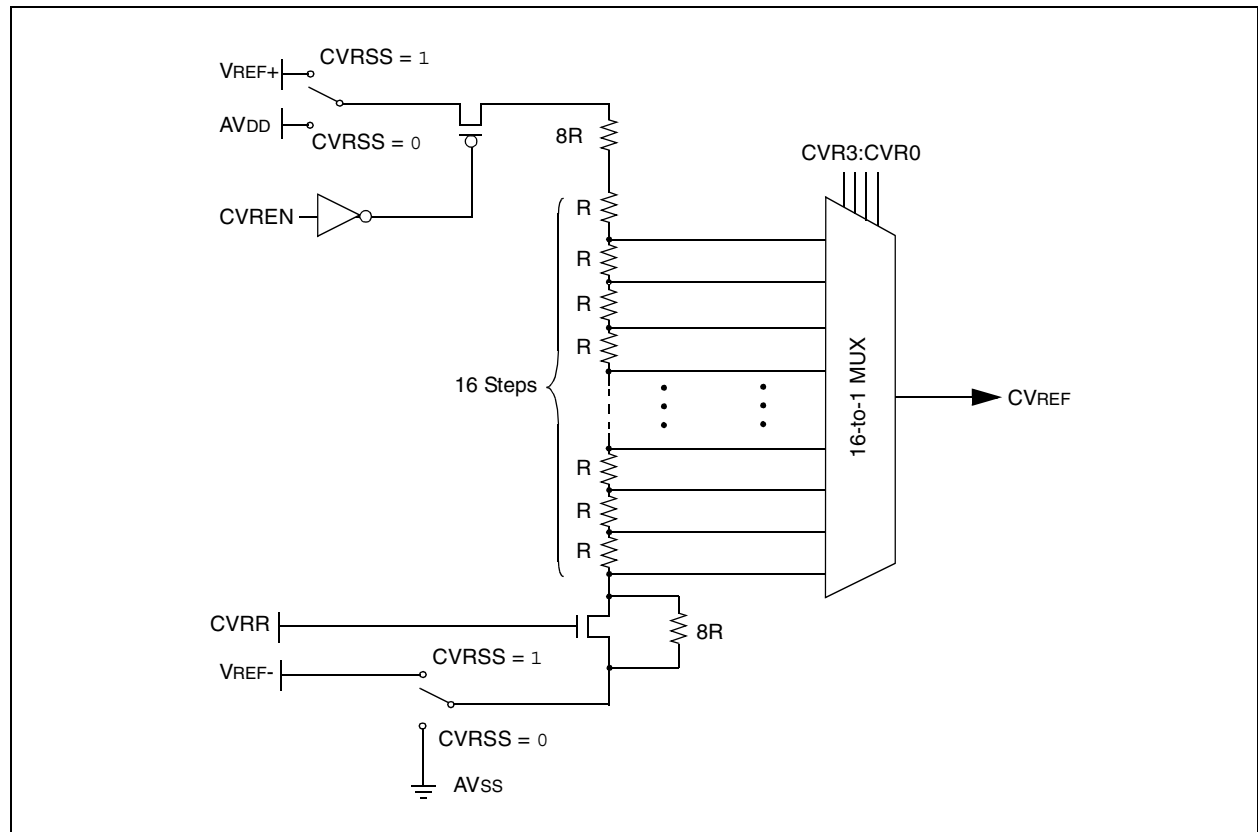 CVRSS = 1
VREF+
AVDD
CVRSS = 0
8R
CVR3:CVR0
CVREN
R
R
R
R
16 Steps
16-to-1 MUX
CVREF
R
R
R
CVRR
8R
CVRSS = 1
VREF-
CVRSS = 0
AVSS